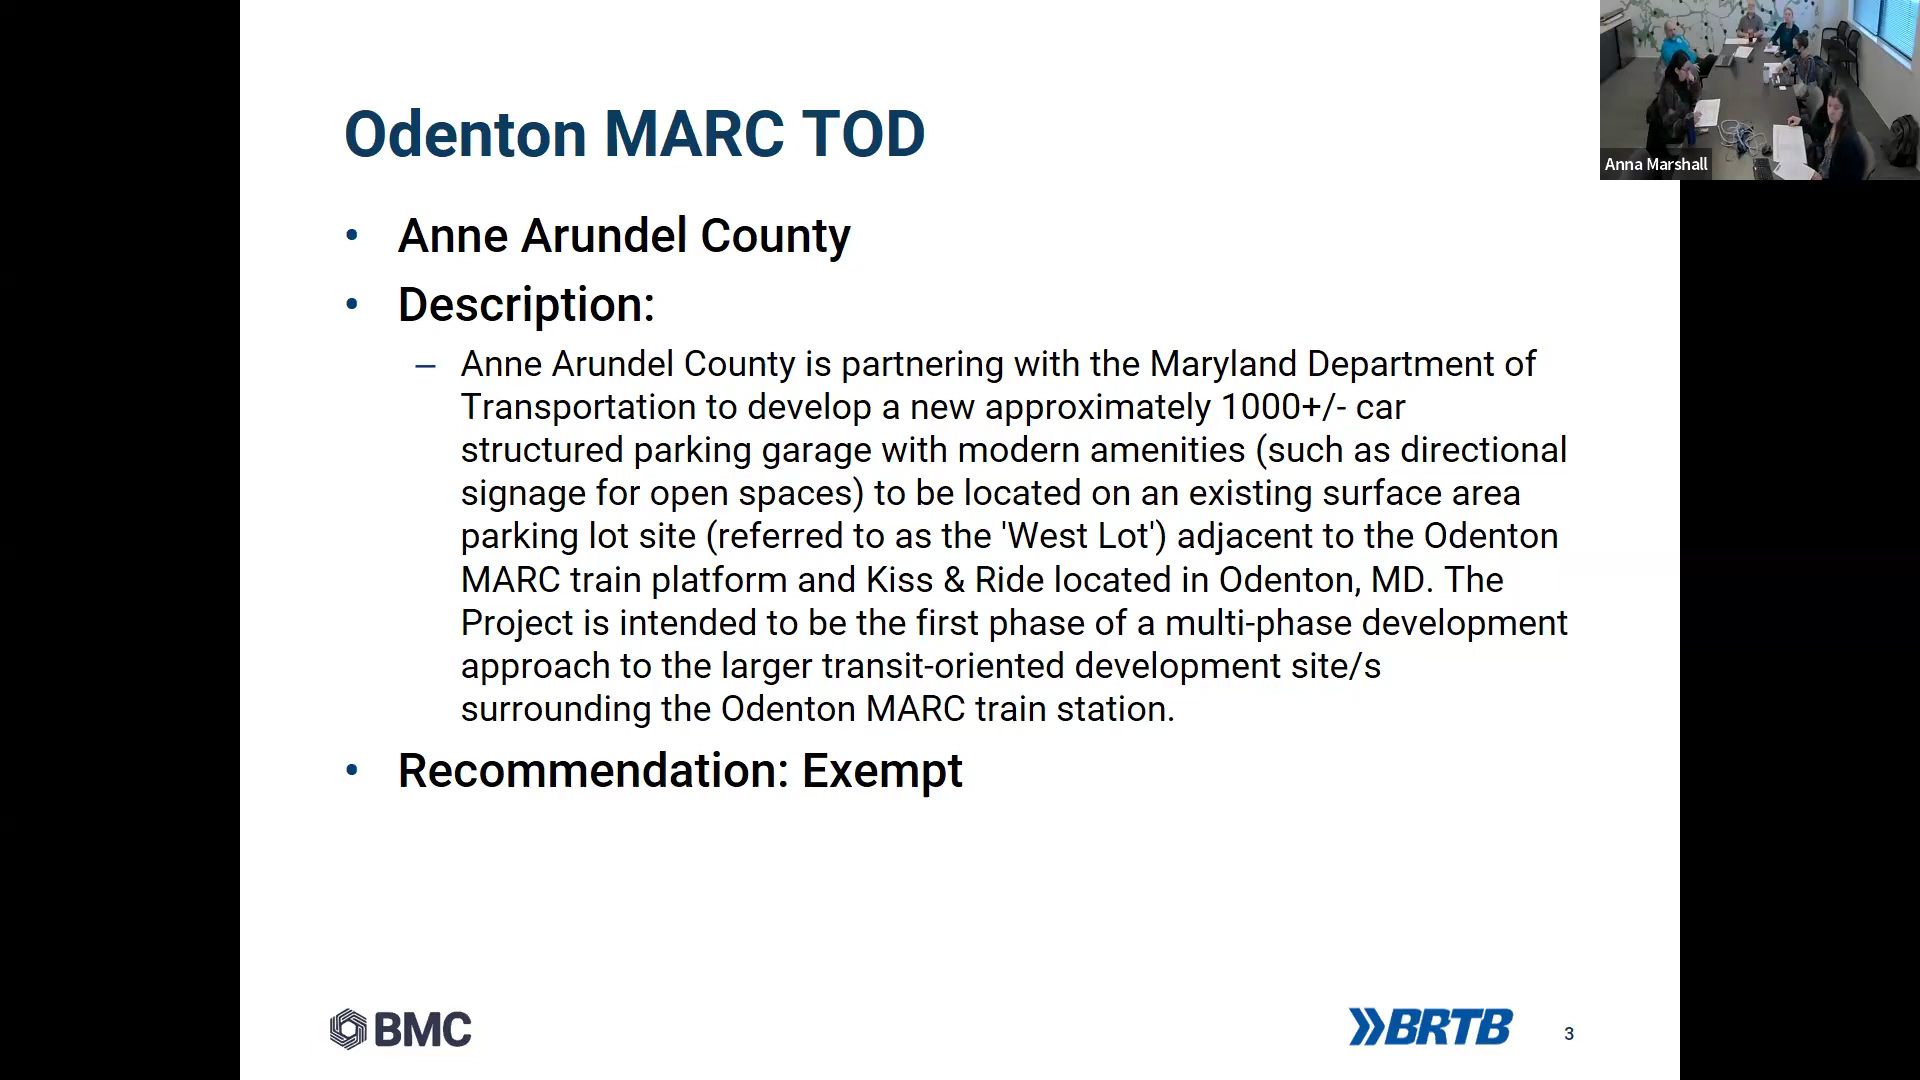 Odenton MARC TOD
Anna Marshall
• Anne Arundel County
• Description:
– Anne Arundel County is partnering with the Maryland Department of
Transportation to develop a new approximately 1000+/- car
structured parking garage with modern amenities (such as directional
signage for open spaces) to be located on an existing surface area
parking lot site (referred to as the 'West Lot') adjacent to the Odenton
MARC train platform and Kiss & Ride located in Odenton, MD. The
Project is intended to be the first phase of a multi-phase development
approach to the larger transit-oriented development site/s
surrounding the Odenton MARC train station.
• Recommendation: Exempt
BMC
BRTB
3